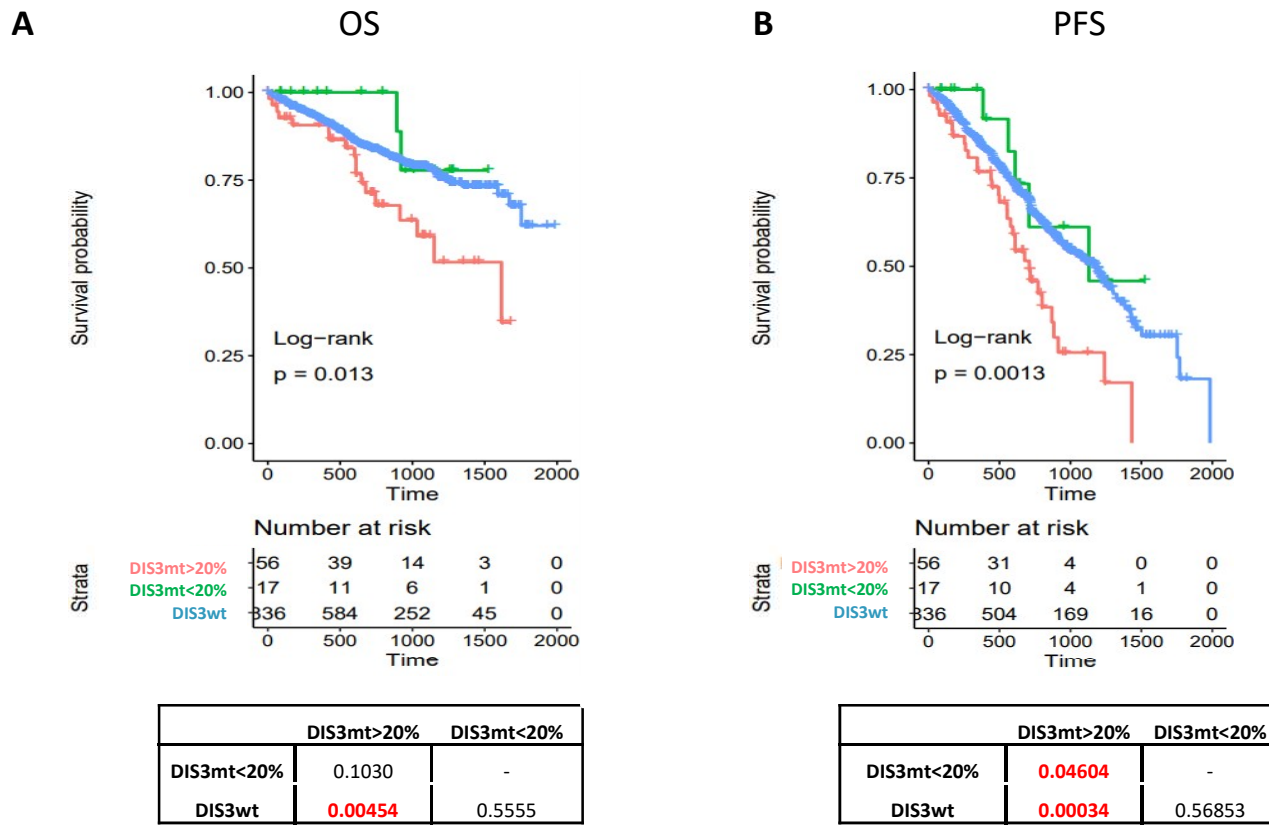 A
OS
1.00
0.75
0.50
0.25
0.00
Survival probability
Log-rank
p = 0.013
0 500 1000 1500 2000
Time
Number at risk
Strata
DIS3mt>20% 56 39 14 3 0
DIS3mt<20% 17 11 6 1 0
DIS3wt 336 584 252 45 0
0 500 1000 1500 2000
Time
DIS3mt>20% DIS3mt<20%
DIS3mt<20% 0.1030 -
DIS3wt 0.00454 0.5555
B
PFS
1.00
0.75
0.50
0.25
0.00
Survival probability
Log-rank
p = 0.0013
0 500 1000 1500 2000
Time
Number at risk
Strata
DIS3mt>20% 56 31 4 0 0
DIS3mt<20% 17 10 4 1 0
DIS3wt 336 504 169 16 0
0 500 1000 1500 2000
Time
DIS3mt>20% DIS3mt<20%
DIS3mt<20% 0.04604 -
DIS3wt 0.00034 0.56853